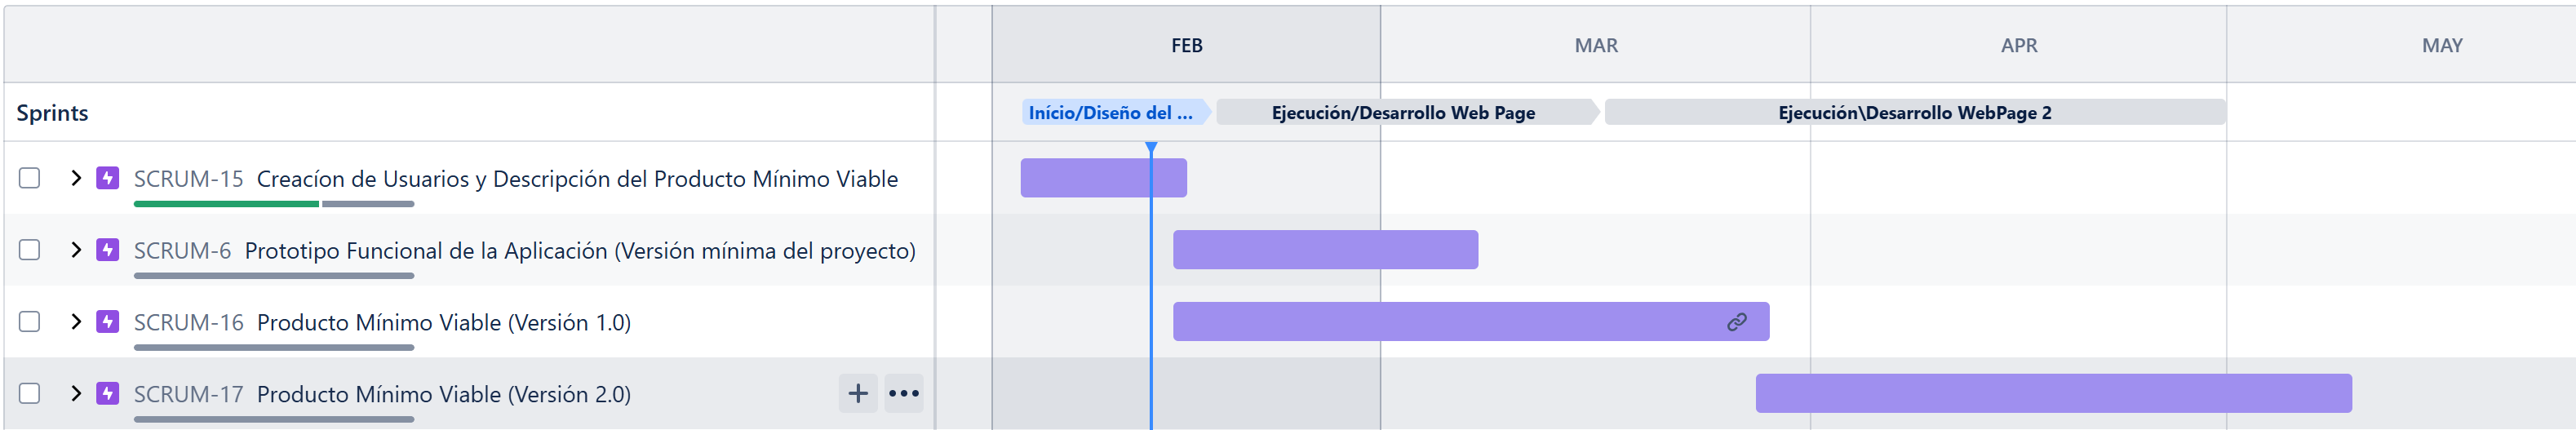 FEB MAR APR MAY
Sprints Início/Diseño del ... Ejecución/Desarrollo Web Page Ejecución\Desarrollo WebPage 2
SCRUM-15 Creacíon de Usuarios y Descripción del Producto Mínimo Viable
SCRUM-6 Prototipo Funcional de la Aplicación (Versión mínima del proyecto)
SCRUM-16 Producto Mínimo Viable (Versión 1.0)
SCRUM-17 Producto Mínimo Viable (Versión 2.0)